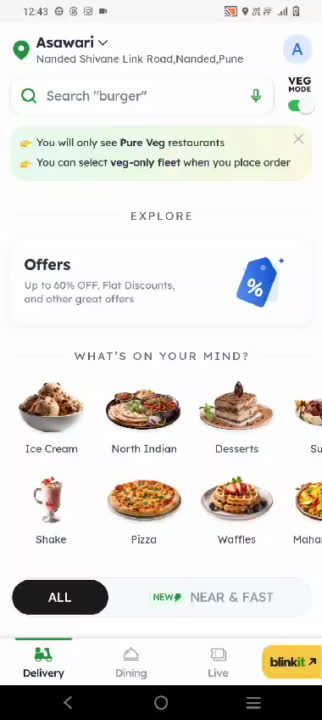 12:43
Asawari
Nanded Shivane Link Road,Nanded,Pune
A
Search "burger"
VEG
MODE
You will only see Pure Veg restaurants
You can select veg-only fleet when you place order
EXPLORE
Offers
Up to 60% OFF, Flat Discounts,
and other great offers
%
WHAT'S ON YOUR MIND?
Ice Cream
North Indian
Desserts
Su
Shake
Pizza
Waffles
Mahar
ALL
NEW
NEAR & FAST
Delivery
Dining
Live
blinkit